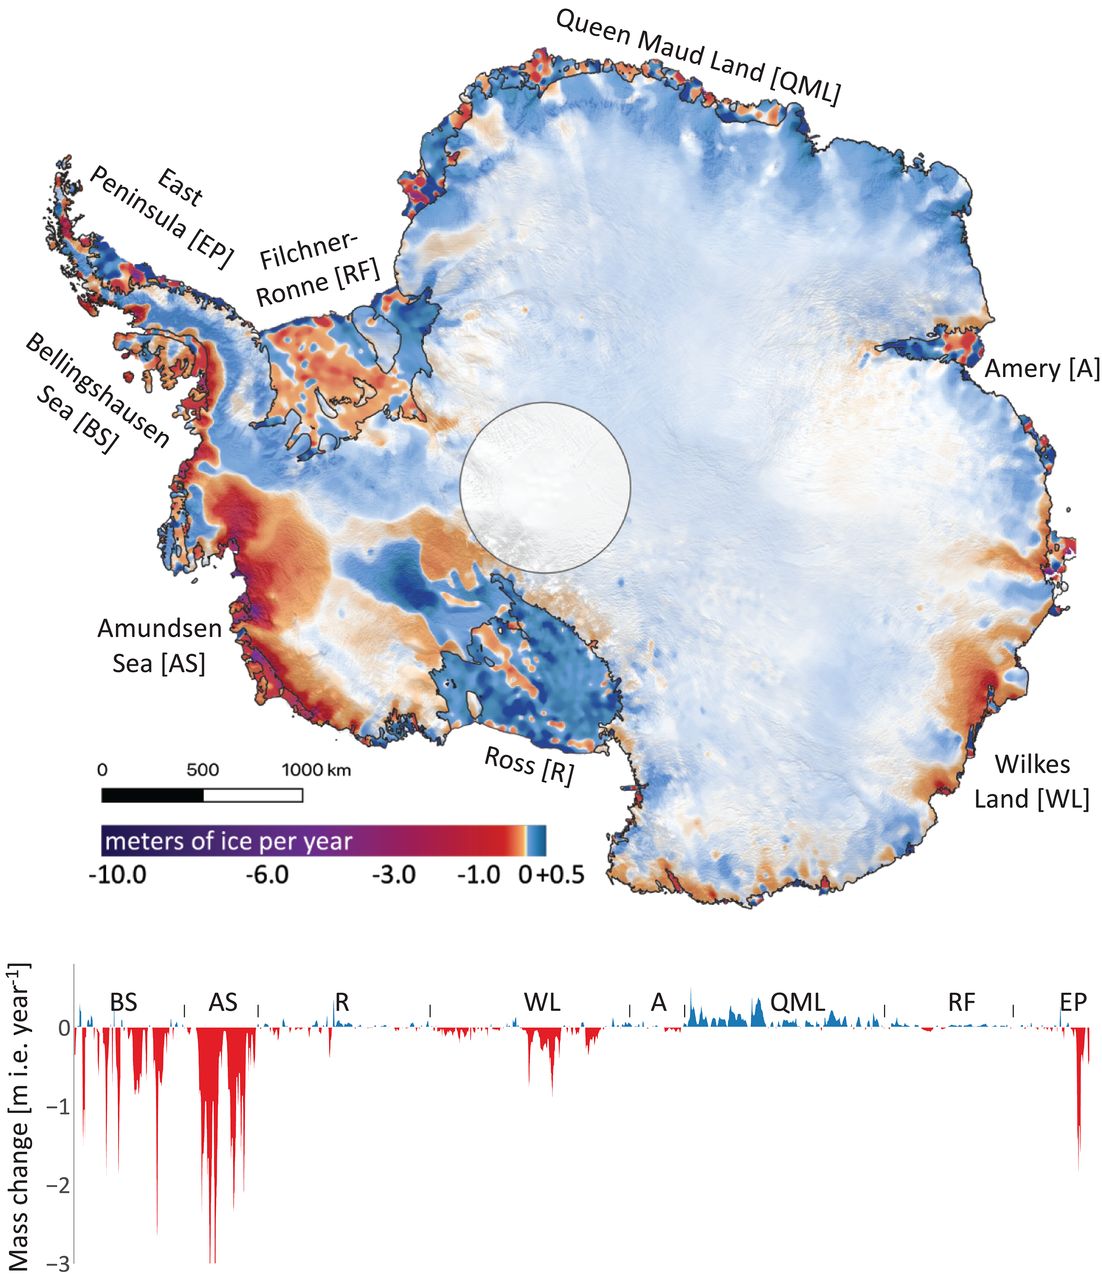 Queen Maud Land [QML]
East
Peninsula [EP]
Filchner-
Ronne [RF]
Bellingshausen
Sea [BS]
Amery [A]
Amundsen
Sea [AS]
Ross [R]
Wilkes
Land [WL]
0 500 1000 km
meters of ice per year
-10.0 -6.0 -3.0 -1.0 0 +0.5
Mass change [m i.e. year-1]
BS AS R WL A QML RF EP
0
−1
−2
−3